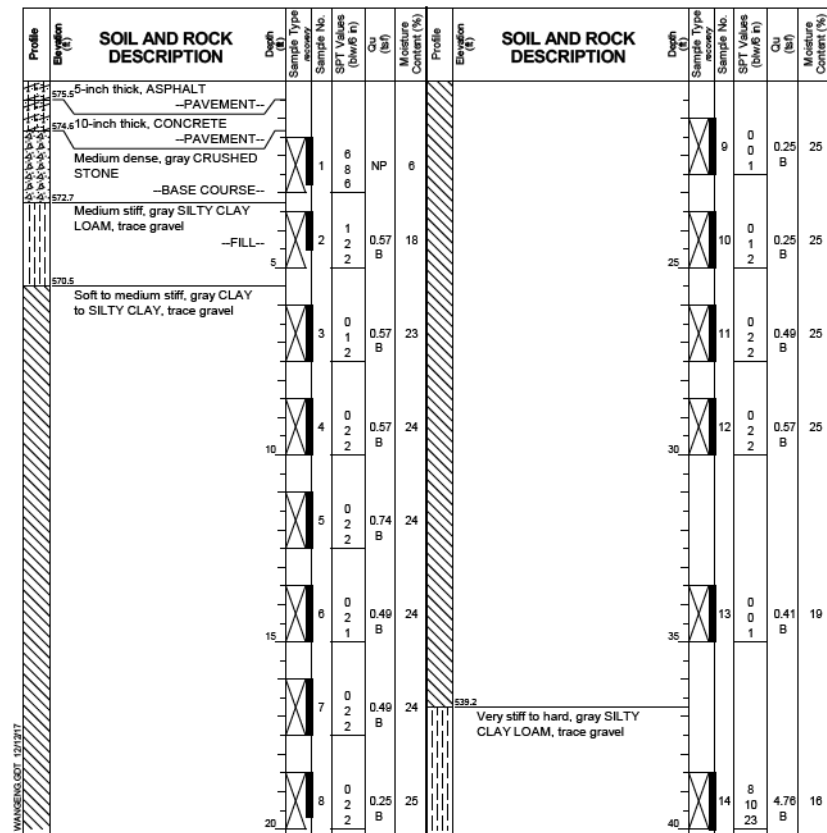 Profile
Elevation (ft)
SOIL AND ROCK DESCRIPTION
Depth (ft)
Sample Type recovery
Sample No.
SPT Values (blw/6 in)
Qu (tsf)
Moisture Content (%)
575.5 5-inch thick, ASPHALT
--PAVEMENT--
574.6 10-inch thick, CONCRETE
--PAVEMENT--
Medium dense, gray CRUSHED
STONE
--BASE COURSE--
1 6 8 6 NP 6
572.7
Medium stiff, gray SILTY CLAY
LOAM, trace gravel
--FILL--
2 1 2 2 0.57 B 18
5
570.5
Soft to medium stiff, gray CLAY
to SILTY CLAY, trace gravel
3 0 1 2 0.57 B 23
4 0 2 2 0.57 B 24
10
5 0 2 2 0.74 B 24
6 0 2 1 0.49 B 24
15
7 0 2 2 0.49 B 24
8 0 2 2 0.25 B 25
20
WANGENG.GDT 12/12/17
Profile
Elevation (ft)
SOIL AND ROCK DESCRIPTION
Depth (ft)
Sample Type recovery
Sample No.
SPT Values (blw/6 in)
Qu (tsf)
Moisture Content (%)
9 0 0 1 0.25 B 25
10 0 1 2 0.25 B 25
25
11 0 2 2 0.49 B 25
12 0 2 2 0.57 B 25
30
13 0 0 1 0.41 B 19
35
539.2
Very stiff to hard, gray SILTY
CLAY LOAM, trace gravel
14 8 10 23 4.76 B 16
40